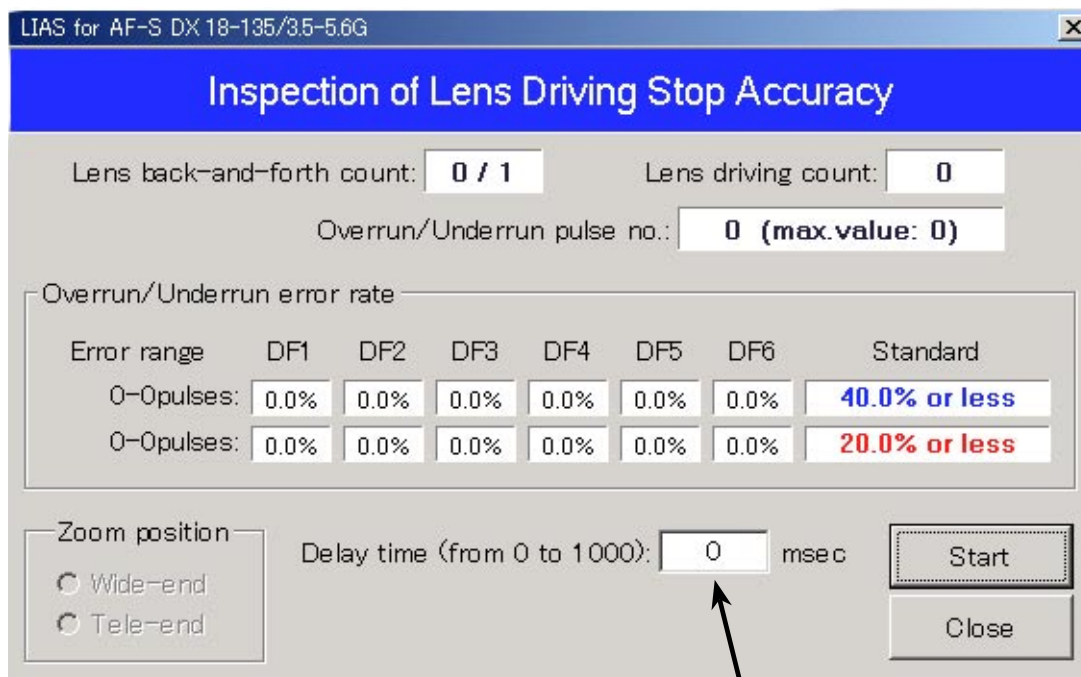 LIAS for AF-S DX 18-135/3.5-5.6G
Inspection of Lens Driving Stop Accuracy
Lens back-and-forth count: 0 / 1 Lens driving count: 0
Overrun/Underrun pulse no.: 0 (max.value: 0)
Overrun/Underrun error rate
Error range DF1 DF2 DF3 DF4 DF5 DF6 Standard
0-0pulses: 0.0% 0.0% 0.0% 0.0% 0.0% 0.0% 40.0% or less
0-0pulses: 0.0% 0.0% 0.0% 0.0% 0.0% 0.0% 20.0% or less
Zoom position
Delay time (from 0 to 1000): 0 msec Start
Wide-end
Tele-end Close